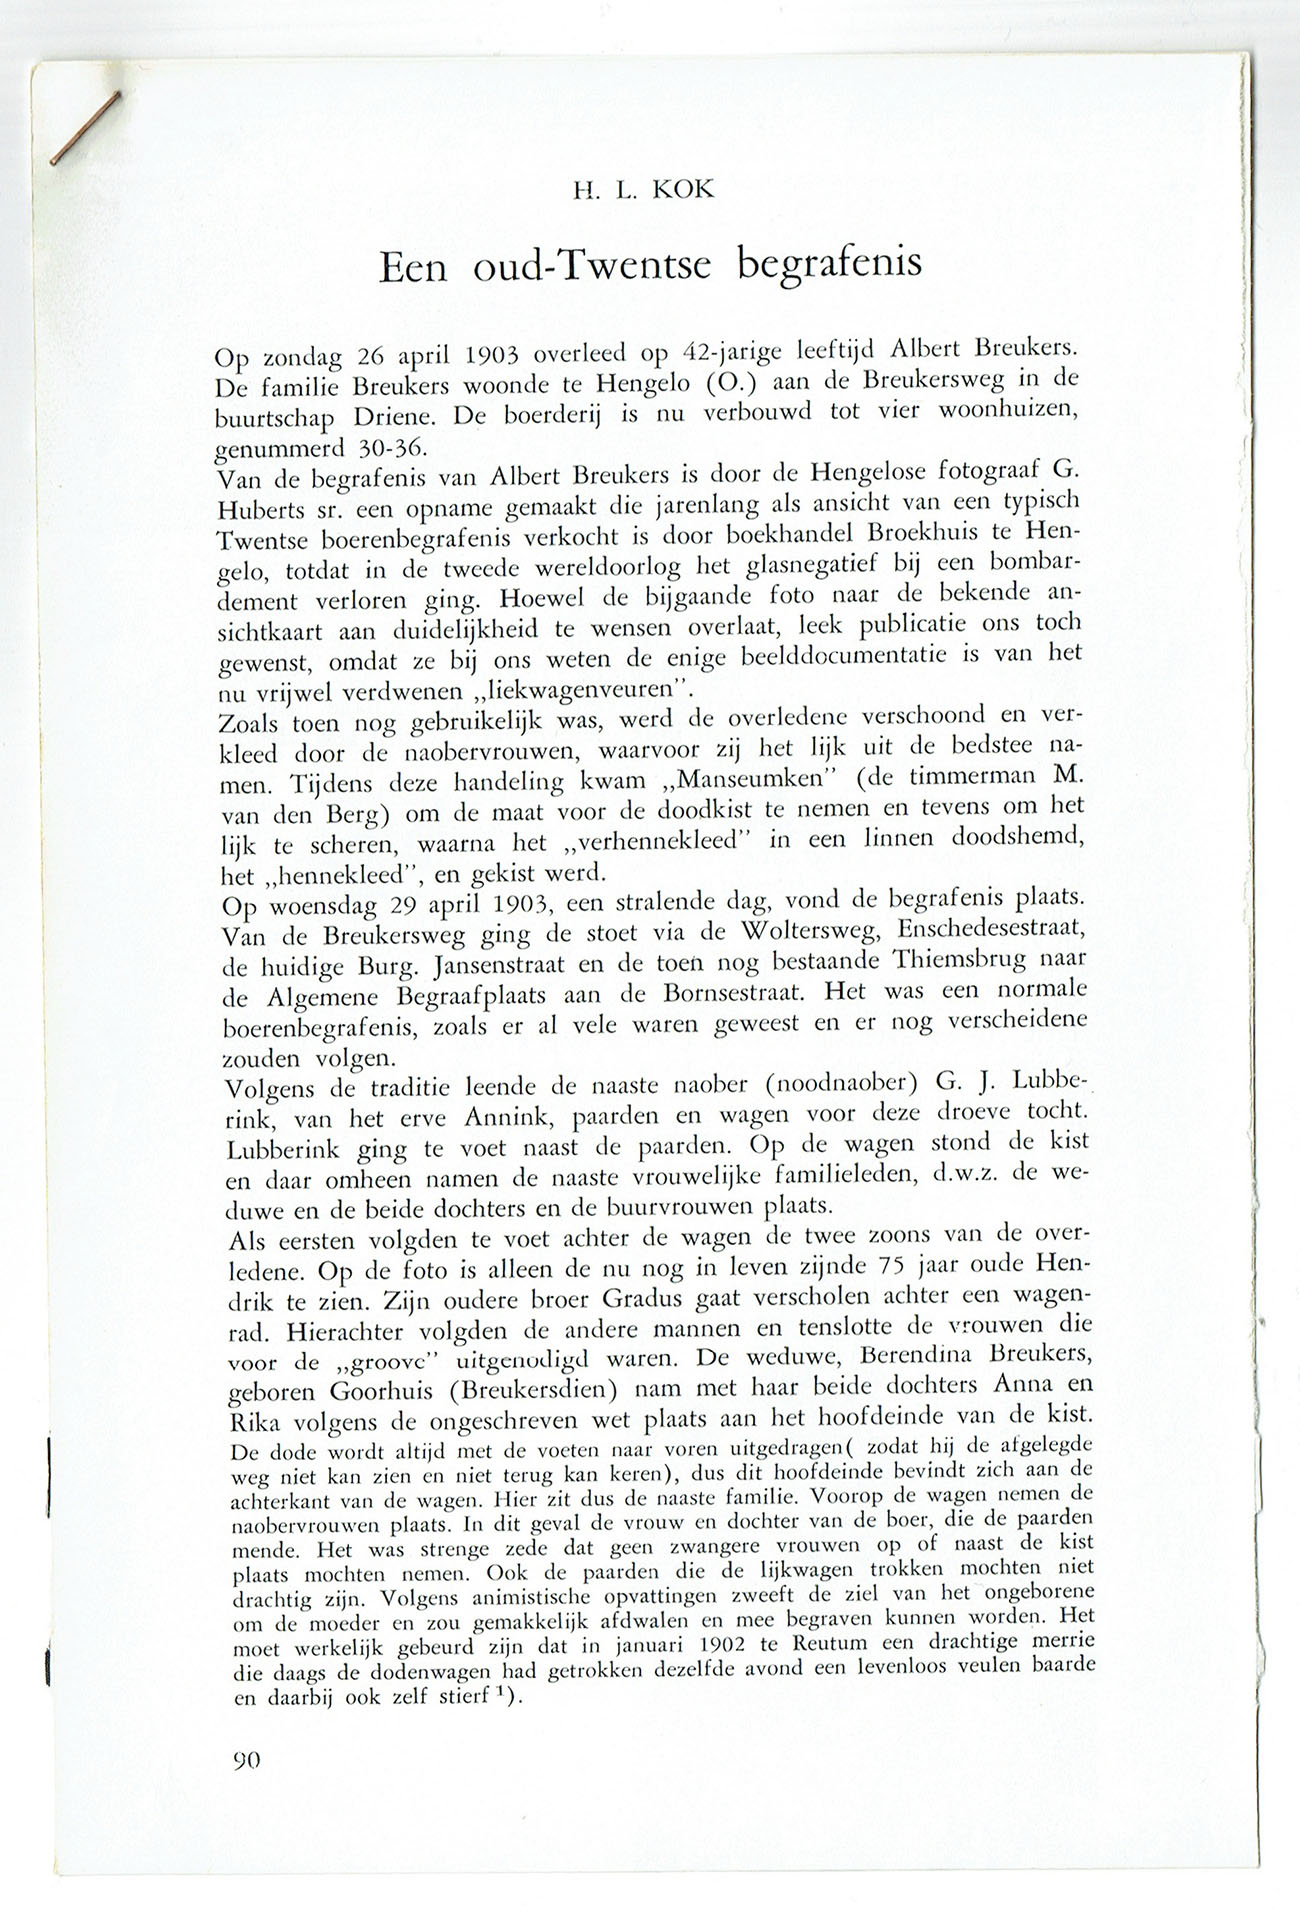 H. L. KOK
Een oud-Twentse begrafenis
Op zondag 26 april 1903 overleed op 42-jarige leeftijd Albert Breukers.
De familie Breukers woonde te Hengelo (O.) aan de Breukersweg in de
buurtschap Driene. De boerderij is nu verbouwd tot vier woonhuizen,
genummerd 30-36.
Van de begrafenis van Albert Breukers is door de Hengelose fotograaf G.
Huberts sr. een opname gemaakt die jarenlang als ansicht van een typisch
Twentse boerenbegrafenis verkocht is door boekhandel Broekhuis te Hen-
gelo, totdat in de tweede wereldoorlog het glasnegatief bij een bombar-
dement verloren ging. Hoewel de bijgaande foto naar de bekende an-
sichtkaart aan duidelijkheid te wensen overlaat, leek publicatie ons toch
gewenst, omdat ze bij ons weten de enige beelddocumentatie is van het
nu vrijwel verdwenen „liekwagenveuren”.
Zoals toen nog gebruikelijk was, werd de overledene verschoond en ver-
kleed door de naobervrouwen, waarvoor zij het lijk uit de bedstee na-
men. Tijdens deze handeling kwam „Manseumken” (de timmerman M.
van den Berg) om de maat voor de doodkist te nemen en tevens om het
lijk te scheren, waarna het „verhennekleed” in een linnen doodshemd,
het „hennekleed”, en gekist werd.
Op woensdag 29 april 1903, een stralende dag, vond de begrafenis plaats.
Van de Breukersweg ging de stoet via de Woltersweg, Enschedesestraat,
de huidige Burg. Jansenstraat en de toen nog bestaande Thiemsbrug naar
de Algemene Begraafplaats aan de Bornsestraat. Het was een normale
boerenbegrafenis, zoals er al vele waren geweest en er nog verscheidene
zouden volgen.
Volgens de traditie leende de naaste naober (noodnaober) G. J. Lubbe-
rink, van het erve Annink, paarden en wagen voor deze droeve tocht.
Lubberink ging te voet naast de paarden. Op de wagen stond de kist
en daar omheen namen de naaste vrouwelijke familieleden, d.w.z. de we-
duwe en de beide dochters en de buurvrouwen plaats.
Als eersten volgden te voet achter de wagen de twee zoons van de over-
ledene. Op de foto is alleen de nu nog in leven zijnde 75 jaar oude Hen-
drik te zien. Zijn oudere broer Gradus gaat verscholen achter een wagen-
rad. Hierachter volgden de andere mannen en tenslotte de vrouwen die
voor de „groove” uitgenodigd waren. De weduwe, Berendina Breukers,
geboren Goorhuis (Breukersdien) nam met haar beide dochters Anna en
Rika volgens de ongeschreven wet plaats aan het hoofdeinde van de kist.
De dode wordt altijd met de voeten naar voren uitgedragen( zodat hij de afgelegde
weg niet kan zien en niet terug kan keren), dus dit hoofdeinde bevindt zich aan de
achterkant van de wagen. Hier zit dus de naaste familie. Voorop de wagen nemen de
naobervrouwen plaats. In dit geval de vrouw en dochter van de boer, die de paarden
mende. Het was strenge zede dat geen zwangere vrouwen op of naast de kist
plaats mochten nemen. Ook de paarden die de lijkwagen trokken mochten niet
drachtig zijn. Volgens animistische opvattingen zweeft de ziel van het ongeborene
om de moeder en zou gemakkelijk afdwalen en mee begraven kunnen worden. Het
moet werkelijk gebeurd zijn dat in januari 1902 te Reutum een drachtige merrie
die daags de dodenwagen had getrokken dezelfde avond een levenloos veulen baarde
en daarbij ook zelf stierf ¹).
90